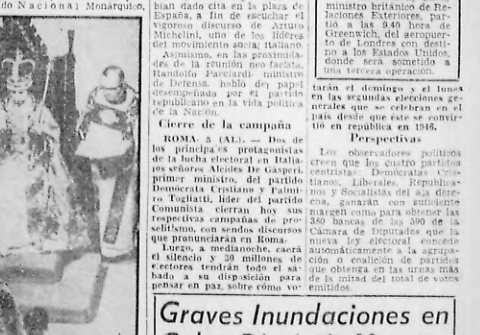 do Nacional Monárquico,
bían dado cita en la plaza de
España, a fin de escuchar el
vigoroso discurso de Arturo
Michelini, uno de los líderes
del movimiento social italiano.
Asimismo, en las proximida-
des de la reunión neo-facista,
Randolfo Pacciardi, ministro
de Defensa, hablo del papel
desempeñado por el partido
republicano en la vida política
de la Nación.
Cierre de la campaña
ROMA, 5 (AL). — Dos de
los principales protagonistas
de la lucha electoral en Italia,
los señores Alcides De Gasperi,
primer ministro, del partido
Demócrata Cristiano y Palmi-
ro Togliatti, líder del partido
Comunista cierran hoy sus
respectivas campañas de pro-
selitismo, con sendos discursos
que pronunciarán en Roma.
Luego, a medianoche, caerá
el silencio y 30 millones de
electores tendrán todo el sá-
bado a su disposición para
pensar en paz, sobre cómo vo-
ministro británico de Re-
laciones Exteriores, par-
tió a las 9.40 hora de
Greenwich, del aeropuer-
to de Londres con desti-
no a los Estados Unidos,
donde será sometido a
una tercera operación.
tarán el domingo y el lunes
en las segundas elecciones ge-
nerales que se celebran en el
país desde que éste se convir-
tió en república en 1946.
Perspectivas
Los observadores políticos
creen que los cuatro partidos
centristas: Demócratas Cris-
tianos, Liberales, Republica-
nos y Socialistas del ala dere-
cha, ganarán con suficiente
margen como para obtener las
380 bancas de las 590 de la
Cámara de Diputados que la
nueva ley electoral concede
automáticamente a la agrupa-
ción o coalición de partidos
que obtenga en las urnas más
de la mitad del total de votos
emitidos.
Graves Inundaciones en